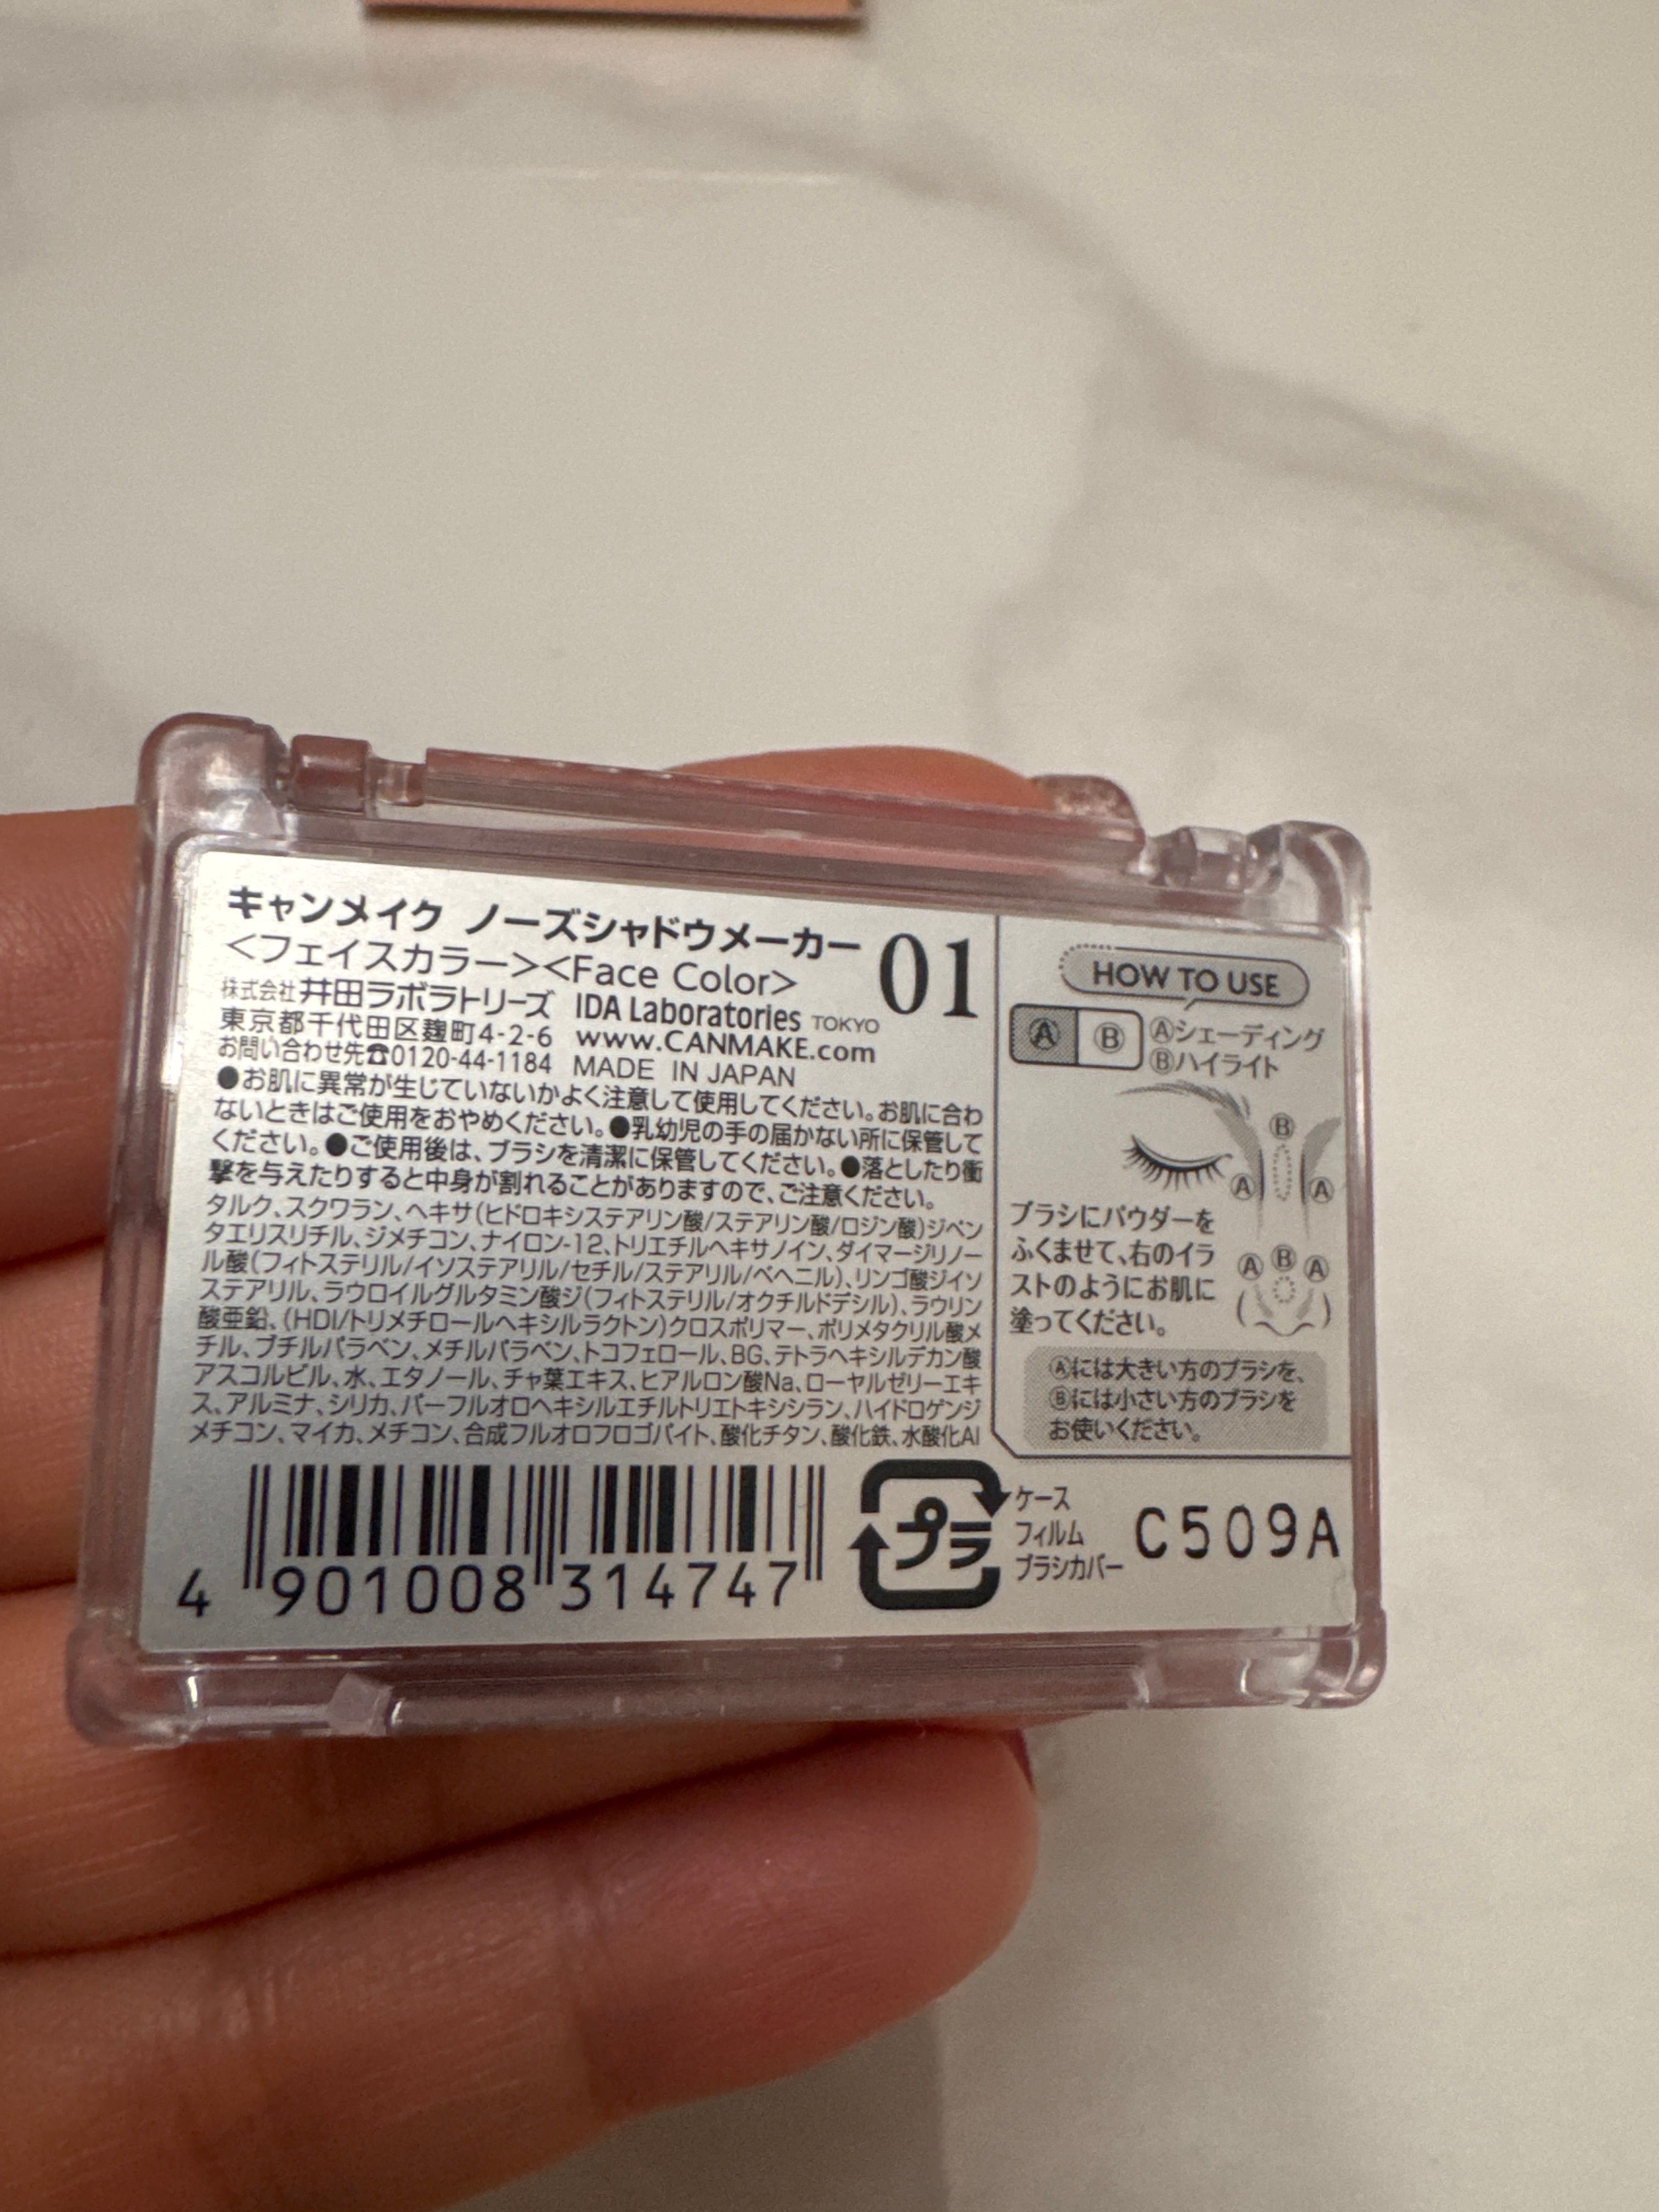 キャンメイク ノーズシャドウメーカー 01
<フェイスカラー><Face Color>
株式会社 井田ラボラトリーズ IDA Laboratories TOKYO
東京都千代田区麹町4-2-6 www.CANMAKE.com
お問い合わせ先☎0120-44-1184 MADE IN JAPAN
●お肌に異常が生じていないかよく注意して使用してください。お肌に合わ
ないときはご使用をおやめください。●乳幼児の手の届かない所に保管して
ください。●ご使用後は、ブラシを清潔に保管してください。●落としたり衝
撃を与えたりすると中身が割れることがありますので、ご注意ください。
タルク、スクワラン、ヘキサ(ヒドロキシステアリン酸/ステアリン酸/ロジン酸)ジペン
タエリスリチル、ジメチコン、ナイロン-12、トリエチルヘキサノイン、ダイマージリノー
ル酸(フィトステリル/イソステアリル/セチル/ステアリル/ベヘニル)、リンゴ酸ジイソ
ステアリル、ラウロイルグルタミン酸ジ(フィトステリル/オクチルドデシル)、ラウリン
酸亜鉛、(HDI/トリメチロールヘキシルラクトン)クロスポリマー、ポリメタクリル酸メ
チル、ブチルパラベン、メチルパラベン、トコフェロール、BG、テトラヘキシルデカン酸
アスコルビル、水、エタノール、チャ葉エキス、ヒアルロン酸Na、ローヤルゼリーエキ
ス、アルミナ、シリカ、パーフルオロヘキシルエチルトリエトキシシラン、ハイドロゲンジ
メチコン、マイカ、メチコン、合成フルオロフロゴパイト、酸化チタン、酸化鉄、水酸化Al
4 901008 314747
HOW TO USE
Ⓐ Ⓑ Ⓐシェーディング
Ⓑハイライト
Ⓑ
Ⓐ Ⓐ
ブラシにパウダーを
ふくませて、右のイラ
ストのようにお肌に
塗ってください。
Ⓐ Ⓑ Ⓐ
Ⓐには大きい方のブラシを、
Ⓑには小さい方のブラシを
お使いください。
プラ
ケース
フィルム
ブラシカバー
C509A